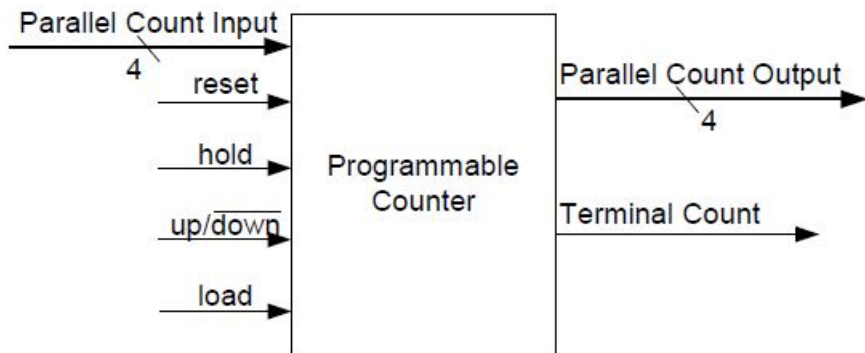 Parallel Count Input
4
reset
hold
up/down
load
Programmable
Counter
Parallel Count Output
4
Terminal Count